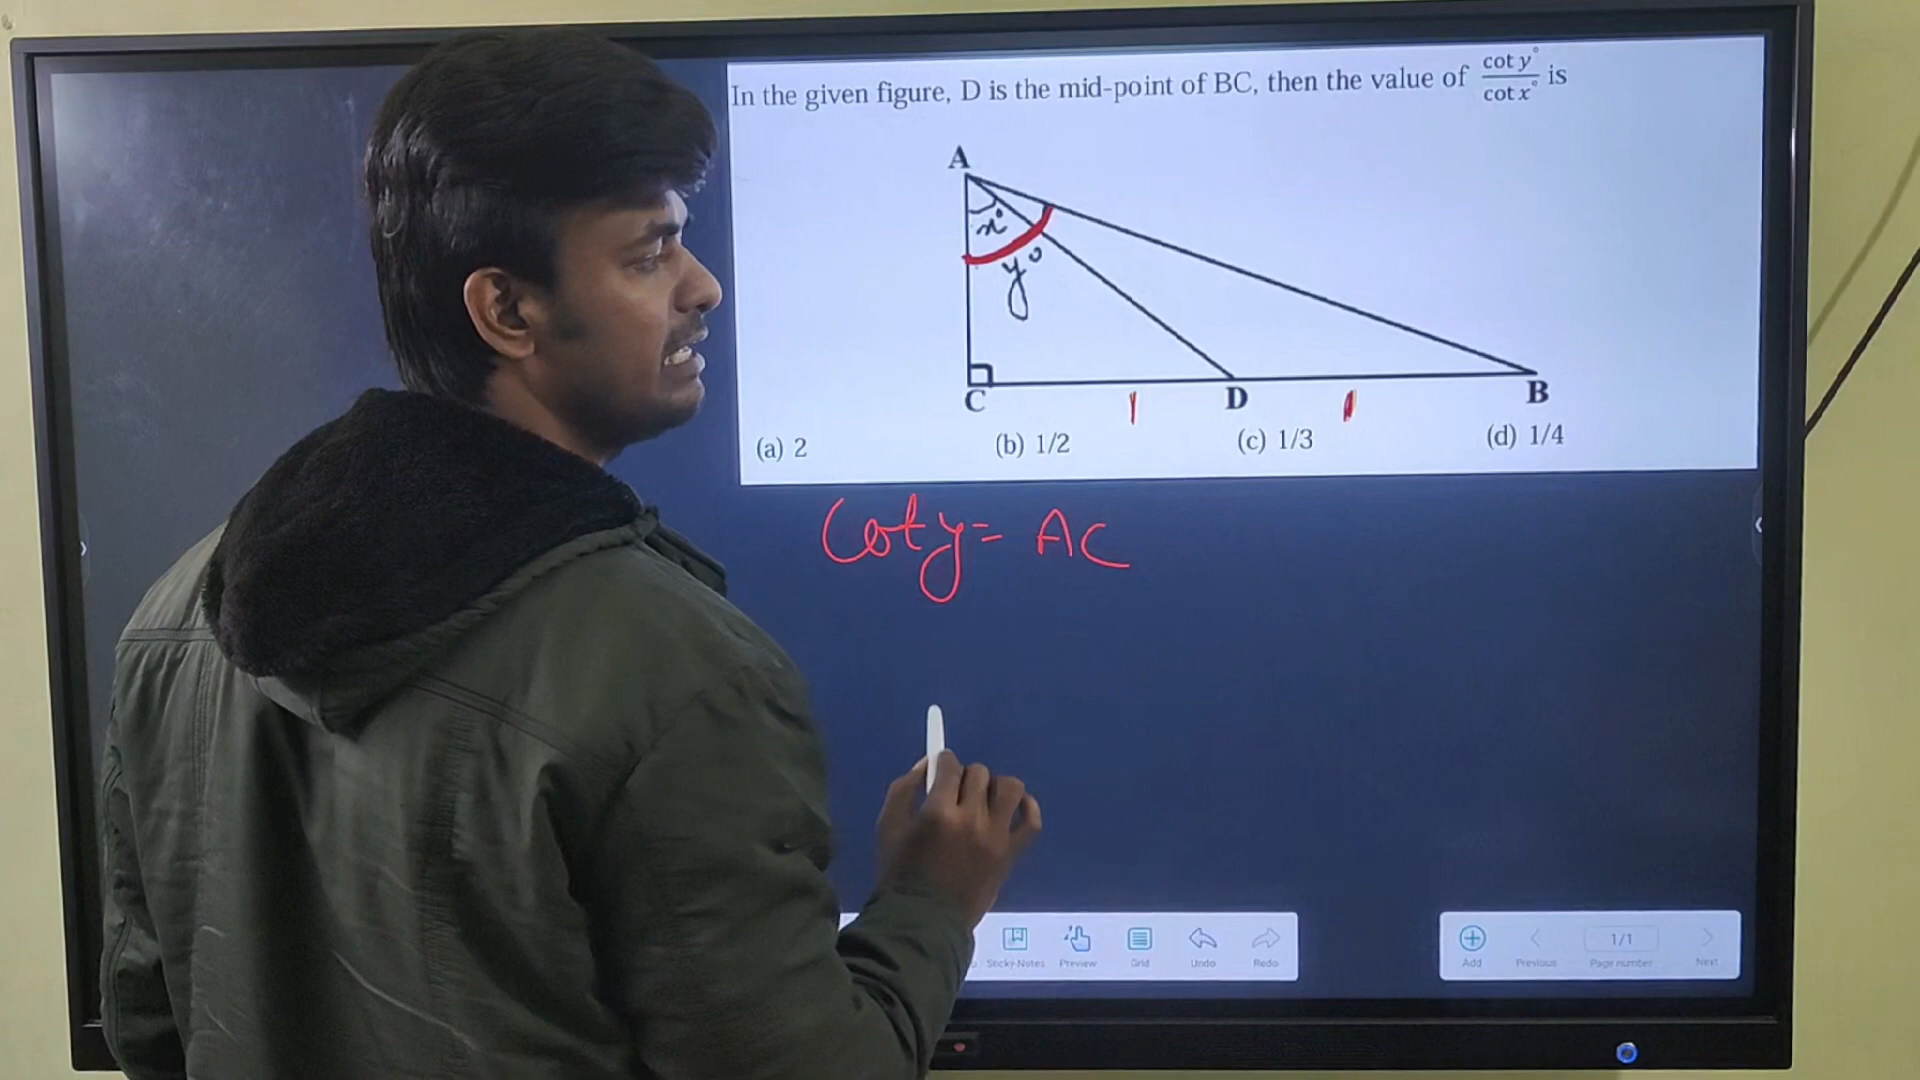 In the given figure, D is the mid-point of BC, then the value of cot y° / cot x° is
A
x°
y°
C
D
B
(a) 2 (b) 1/2 (c) 1/3 (d) 1/4
Cot y = AC
Sticky Notes Preview Grid Undo Redo
Add Previous 1/1 Page number Next